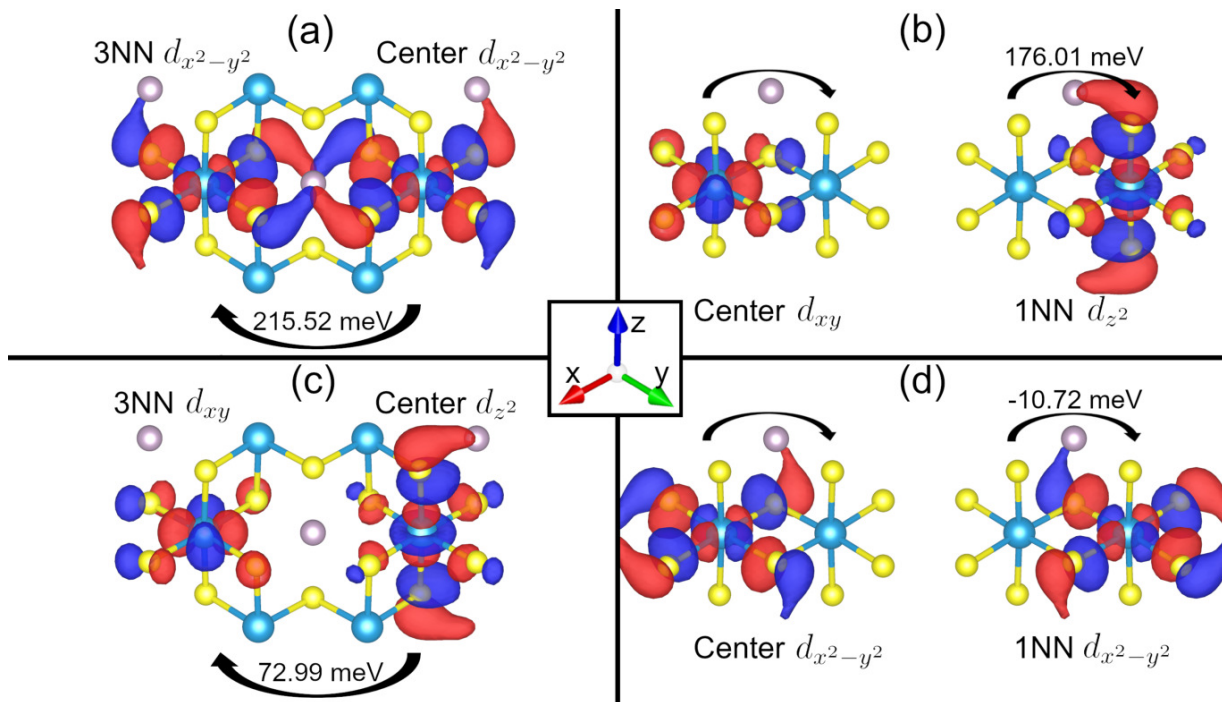 (a)
3NN $d_{x^2-y^2}$
Center $d_{x^2-y^2}$
215.52 meV
(b)
176.01 meV
Center $d_{xy}$
1NN $d_{z^2}$
z
x
y
(c)
3NN $d_{xy}$
Center $d_{z^2}$
72.99 meV
(d)
-10.72 meV
Center $d_{x^2-y^2}$
1NN $d_{x^2-y^2}$